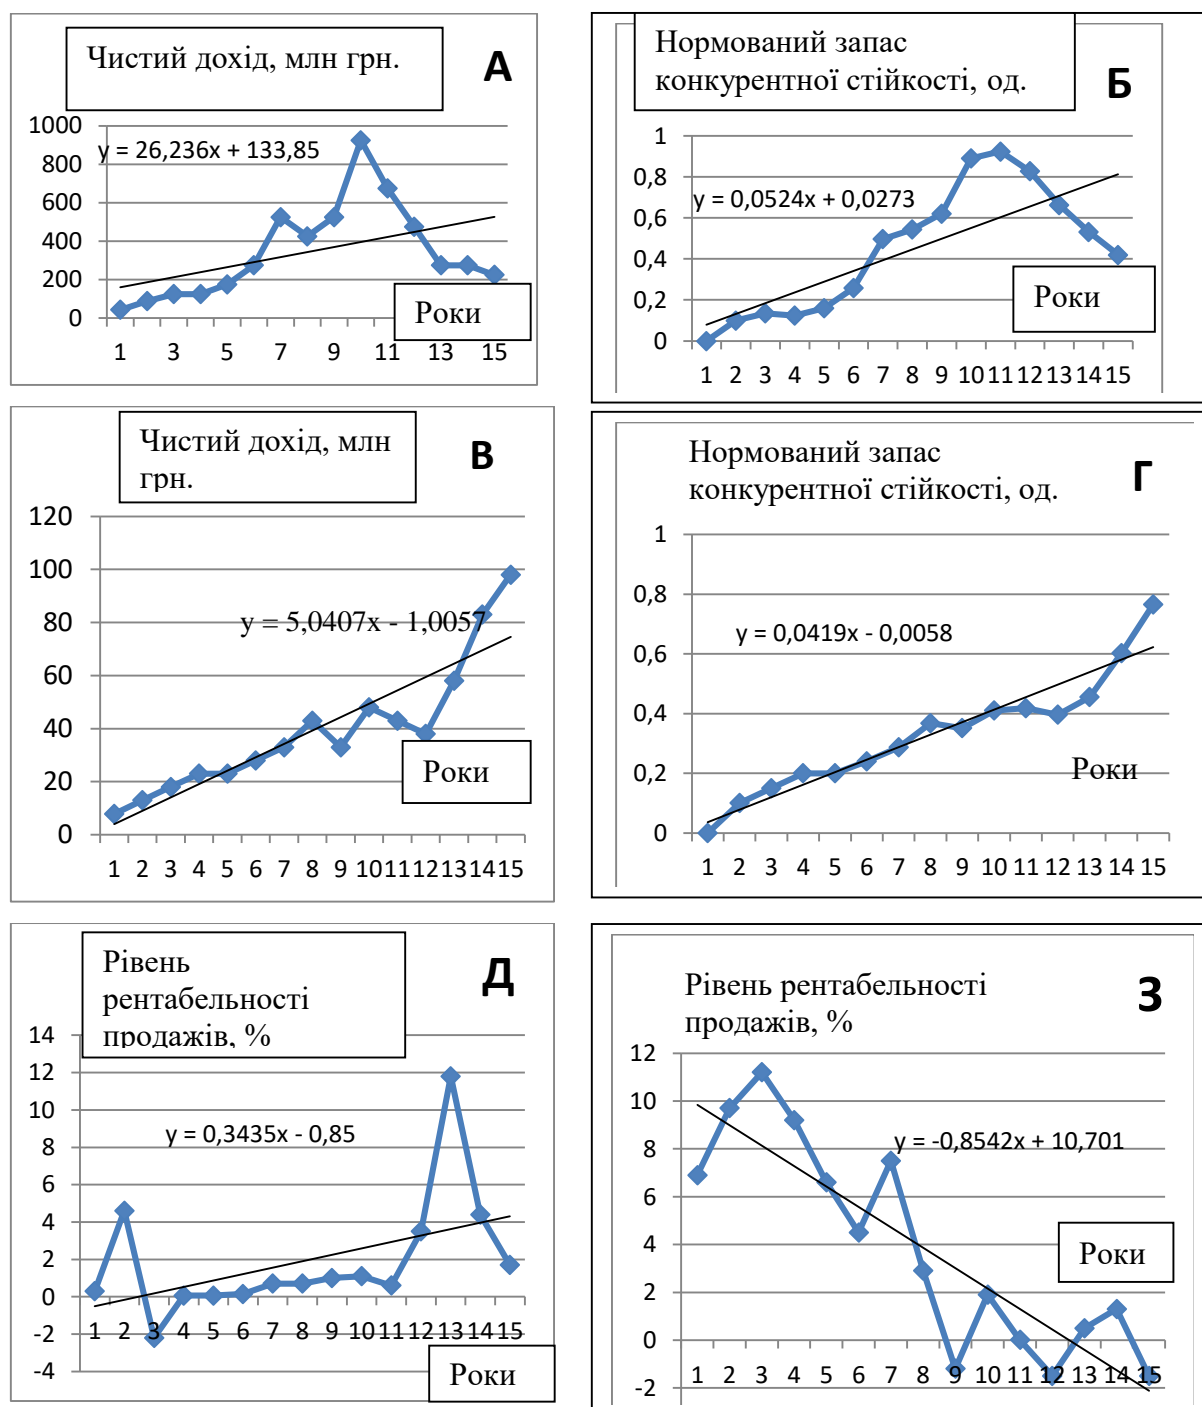 Чистий дохід, млн грн.
А
1000
800
600
400
200
0
y = 26,236x + 133,85
Роки
1 3 5 7 9 11 13 15
Нормований запас
конкурентної стійкості, од.
Б
1
0,8
0,6
0,4
0,2
0
y = 0,0524x + 0,0273
Роки
1 2 3 4 5 6 7 8 9 10 11 12 13 14 15
Чистий дохід, млн
грн.
В
120
100
80
60
40
20
0
y = 5,0407x - 1,0057
Роки
1 2 3 4 5 6 7 8 9 10 11 12 13 14 15
Нормований запас
конкурентної стійкості, од.
Г
1
0,8
0,6
0,4
0,2
0
y = 0,0419x - 0,0058
Роки
1 2 3 4 5 6 7 8 9 10 11 12 13 14 15
Рівень
рентабельності
продажів, %
Д
14
12
10
8
6
4
2
0
-2
-4
y = 0,3435x - 0,85
1 2 3 4 5 6 7 8 9 10 11 12 13 14 15
Роки
Рівень рентабельності
продажів, %
З
12
10
8
6
4
2
0
-2
y = -0,8542x + 10,701
Роки
1 2 3 4 5 6 7 8 9 10 11 12 13 14 15